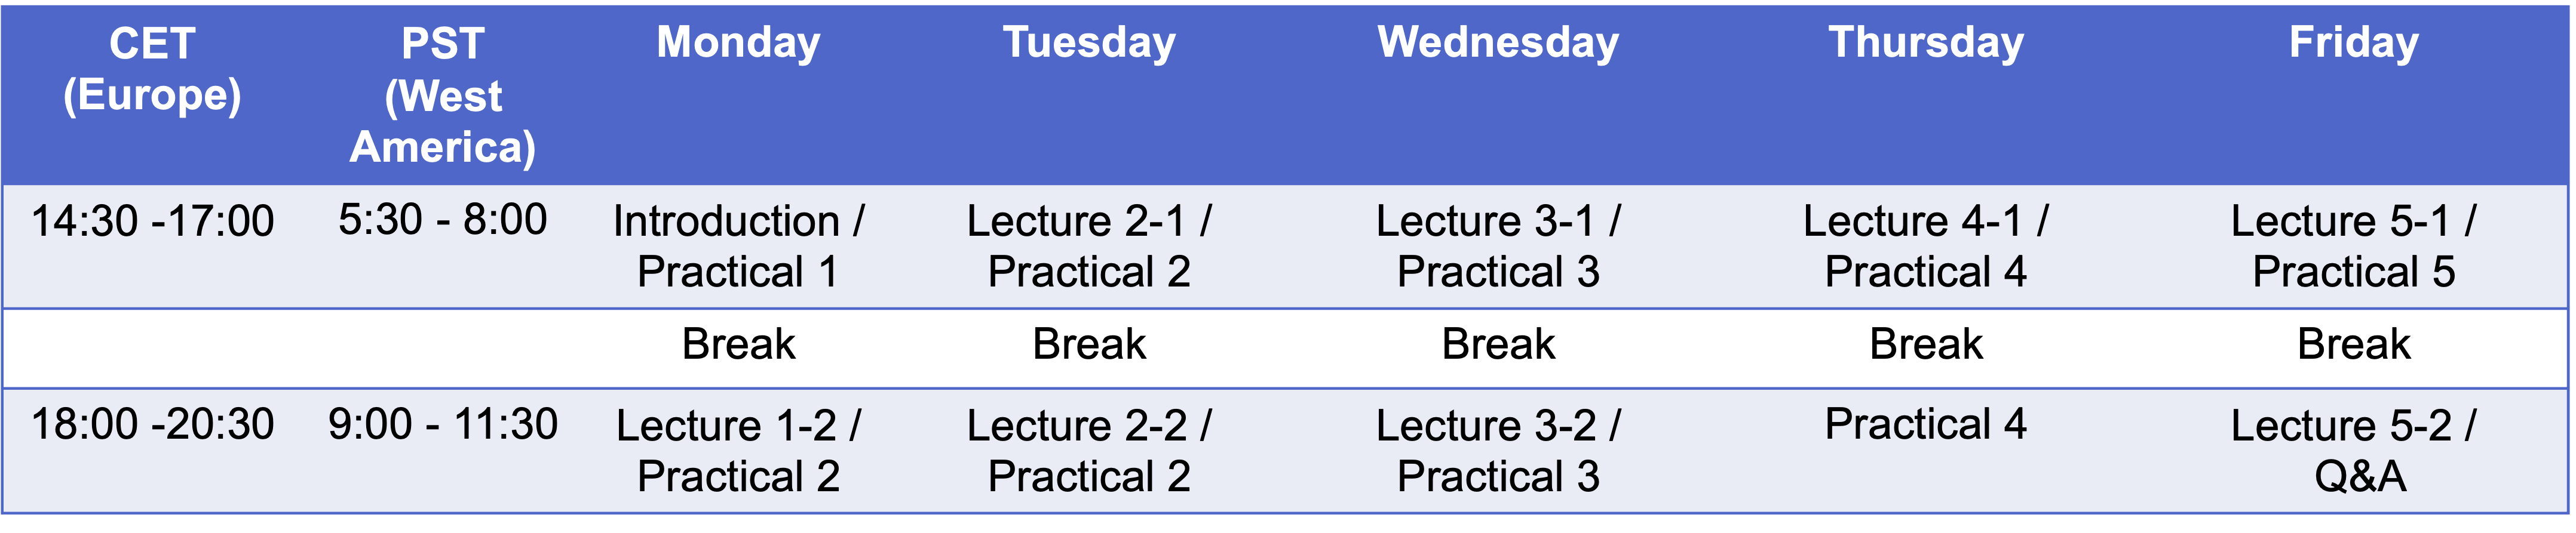 CET
(Europe)
PST
(West
America)
Monday
Tuesday
Wednesday
Thursday
Friday
14:30 -17:00
5:30 - 8:00
Introduction /
Practical 1
Lecture 2-1 /
Practical 2
Lecture 3-1 /
Practical 3
Lecture 4-1 /
Practical 4
Lecture 5-1 /
Practical 5
Break
Break
Break
Break
Break
18:00 -20:30
9:00 - 11:30
Lecture 1-2 /
Practical 2
Lecture 2-2 /
Practical 2
Lecture 3-2 /
Practical 3
Practical 4
Lecture 5-2 /
Q&A